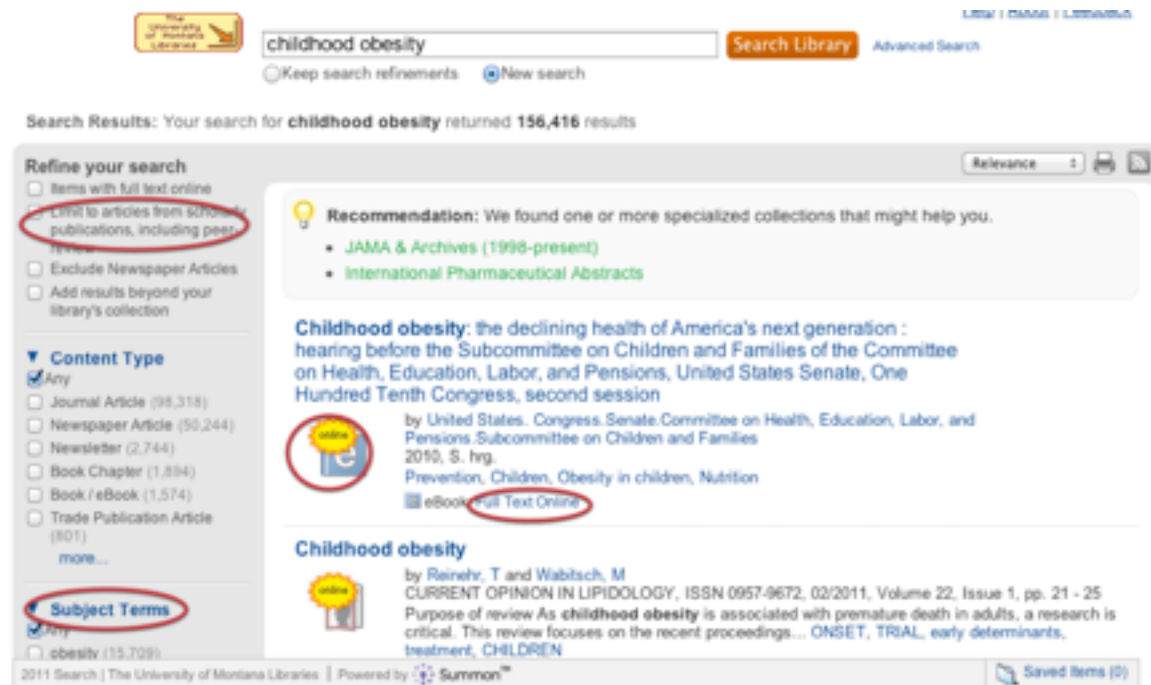 Help | About | Feedback
The
University
of Montana
Libraries
childhood obesity
Search Library
Advanced Search
Keep search refinements
New search
Search Results: Your search for childhood obesity returned 156,416 results
Refine your search
Relevance
Items with full text online
Limit to articles from scholarly
publications, including peer-
review
Exclude Newspaper Articles
Add results beyond your
library's collection
Content Type
Any
Journal Article (98,318)
Newspaper Article (50,244)
Newsletter (2,744)
Book Chapter (1,894)
Book / eBook (1,574)
Trade Publication Article
(801)
more...
Subject Terms
Any
obesity (15,709)
Recommendation: We found one or more specialized collections that might help you.
• JAMA & Archives (1998-present)
• International Pharmaceutical Abstracts
Childhood obesity: the declining health of America's next generation :
hearing before the Subcommittee on Children and Families of the Committee
on Health, Education, Labor, and Pensions, United States Senate, One
Hundred Tenth Congress, second session
online
e
by United States. Congress.Senate.Committee on Health, Education, Labor, and
Pensions.Subcommittee on Children and Families
2010, S. hrg.
Prevention, Children, Obesity in children, Nutrition
eBook Full Text Online
Childhood obesity
online
by Reinehr, T and Wabitsch, M
CURRENT OPINION IN LIPIDOLOGY, ISSN 0957-9672, 02/2011, Volume 22, Issue 1, pp. 21 - 25
Purpose of review As childhood obesity is associated with premature death in adults, a research is
critical. This review focuses on the recent proceedings... ONSET, TRIAL, early determinants,
treatment, CHILDREN
2011 Search | The University of Montana Libraries | Powered by Summon™
Saved Items (0)